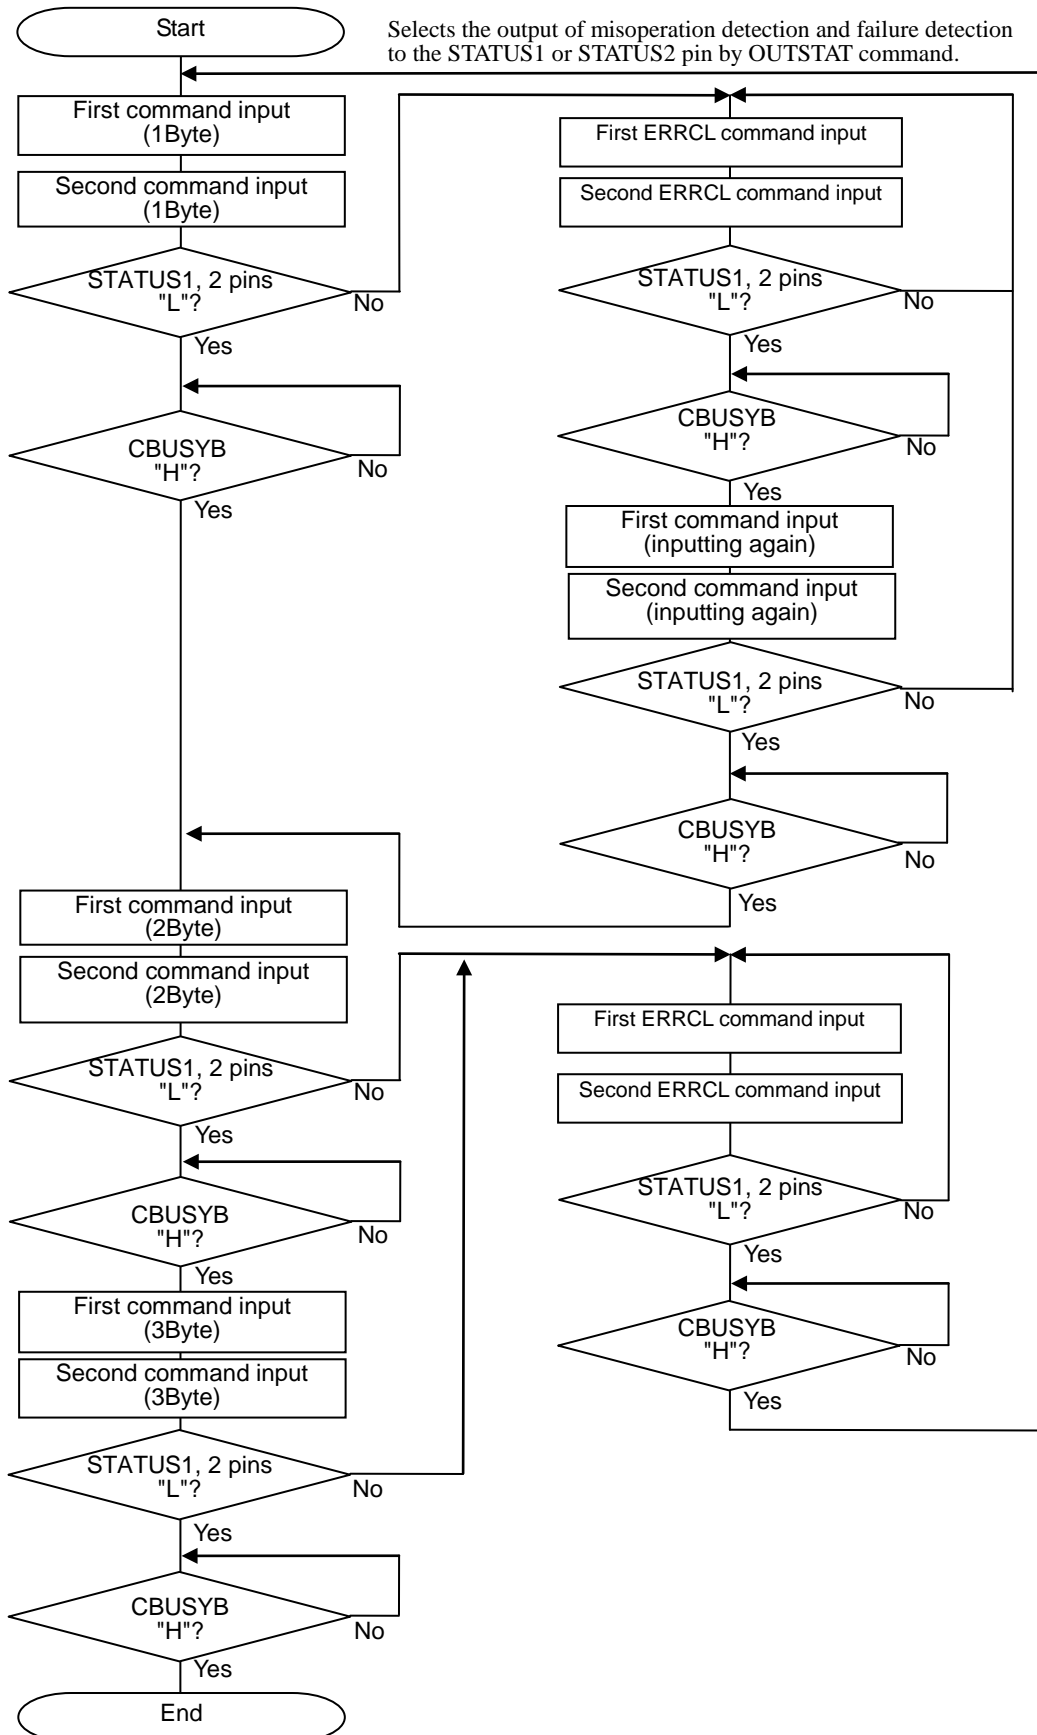 Start
Selects the output of misoperation detection and failure detection
to the STATUS1 or STATUS2 pin by OUTSTAT command.
First command input
(1Byte)
Second command input
(1Byte)
STATUS1, 2 pins
"L"?
No
Yes
CBUSYB
"H"?
No
Yes
First ERRCL command input
Second ERRCL command input
STATUS1, 2 pins
"L"?
No
Yes
CBUSYB
"H"?
No
Yes
First command input
(inputting again)
Second command input
(inputting again)
STATUS1, 2 pins
"L"?
No
Yes
CBUSYB
"H"?
No
Yes
First command input
(2Byte)
Second command input
(2Byte)
STATUS1, 2 pins
"L"?
No
Yes
CBUSYB
"H"?
No
Yes
First command input
(3Byte)
Second command input
(3Byte)
STATUS1, 2 pins
"L"?
No
Yes
CBUSYB
"H"?
No
Yes
End
First ERRCL command input
Second ERRCL command input
STATUS1, 2 pins
"L"?
No
Yes
CBUSYB
"H"?
No
Yes